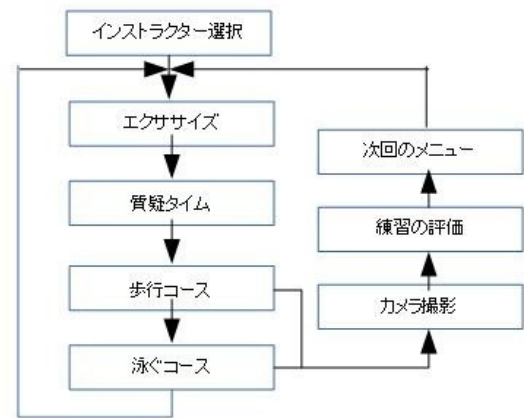 インストラクター選択
エクササイズ
質疑タイム
歩行コース
泳ぐコース
次回のメニュー
練習の評価
カメラ撮影